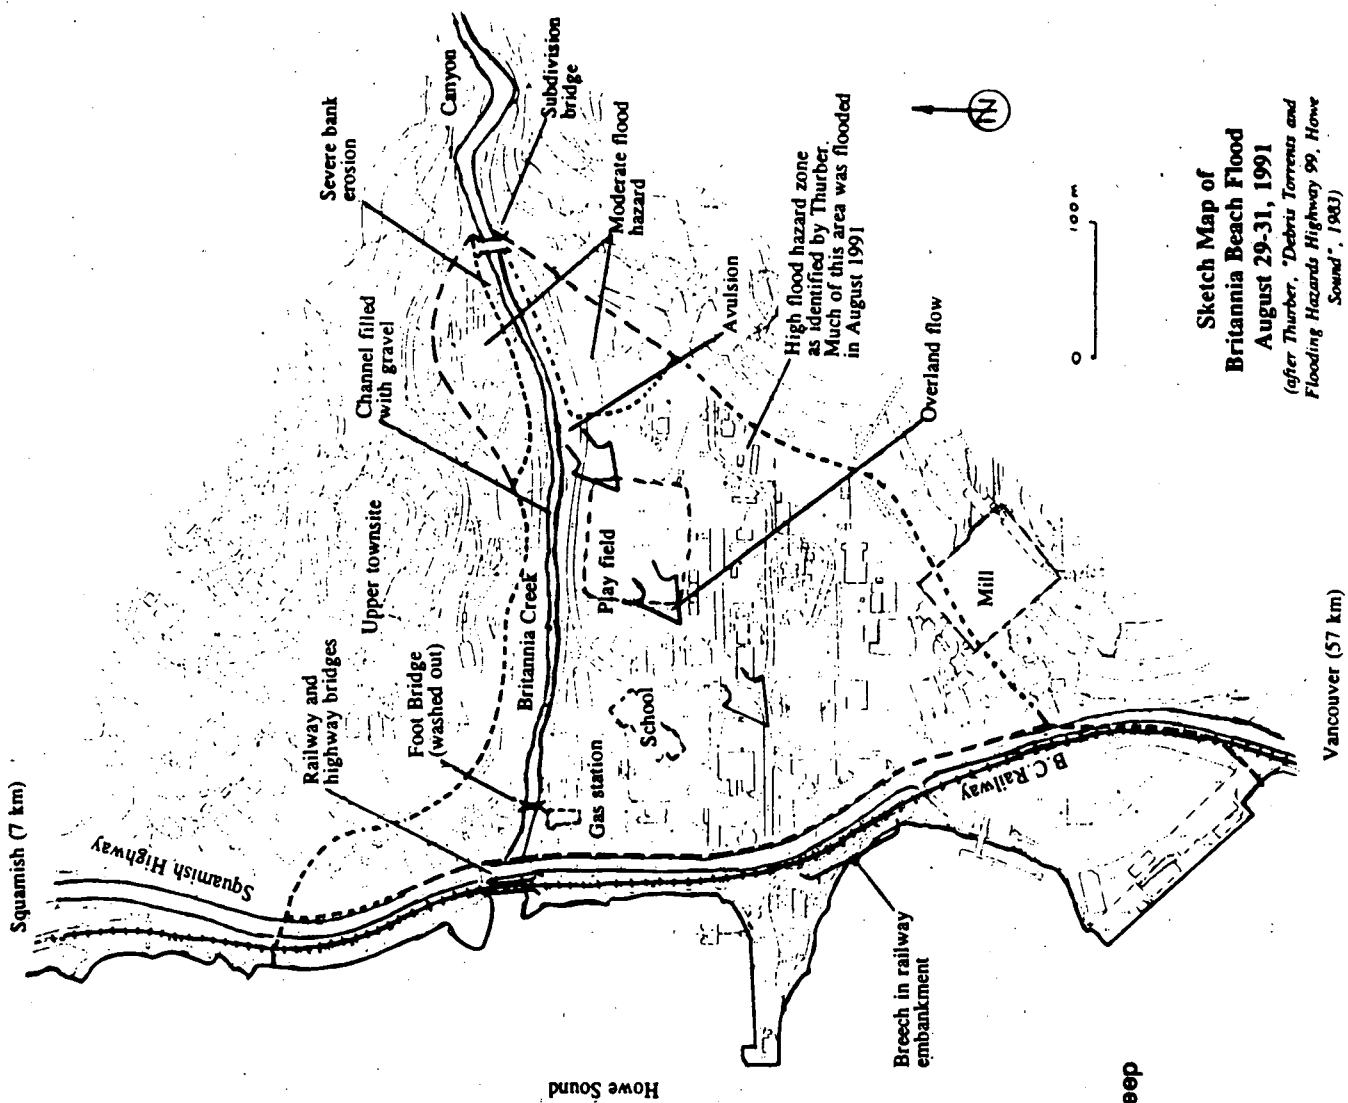 Squamish (7 km)
Squamish Highway
Railway and
highway bridges
Foot Bridge
(washed out)
Upper townsite
Britannia Creek
Channel filled
with gravel
Severe bank
erosion
Canyon
Subdivision
bridge
Moderate flood
hazard
Avulsion
High flood hazard zone
as identified by Thurber.
Much of this area was flooded
in August 1991
Overland flow
Play field
School
Gas station
Mill
B.C. Railway
Breech in railway
embankment
Howe Sound
Vancouver (57 km)
N
0 100 m
Sketch Map of
Britannia Beach Flood
August 29-31, 1991
(after Thurber, "Debris Torrents and
Flooding Hazards Highway 99, Howe
Sound", 1983)
eep